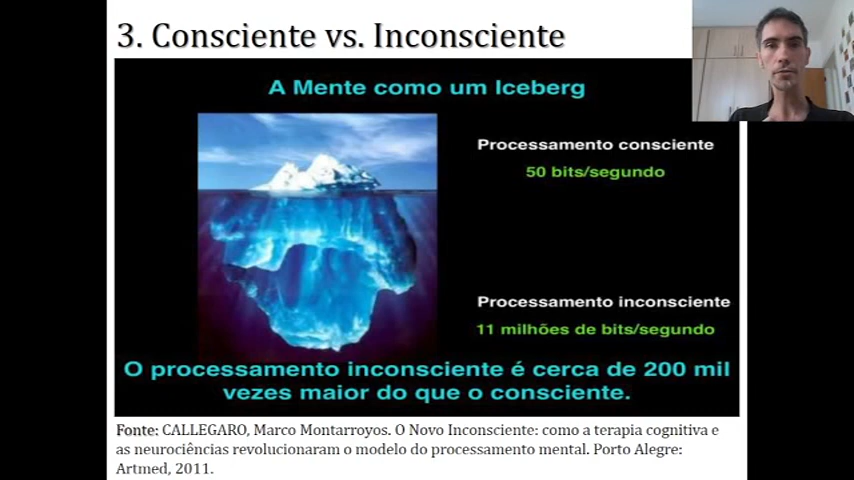 3. Consciente vs. Inconsciente
A Mente como um Iceberg
Processamento consciente
50 bits/segundo
Processamento inconsciente
11 milhões de bits/segundo
O processamento inconsciente é cerca de 200 mil
vezes maior do que o consciente.
Fonte: CALLEGARO, Marco Montarroyos. O Novo Inconsciente: como a terapia cognitiva e
as neurociências revolucionaram o modelo do processamento mental. Porto Alegre:
Artmed, 2011.